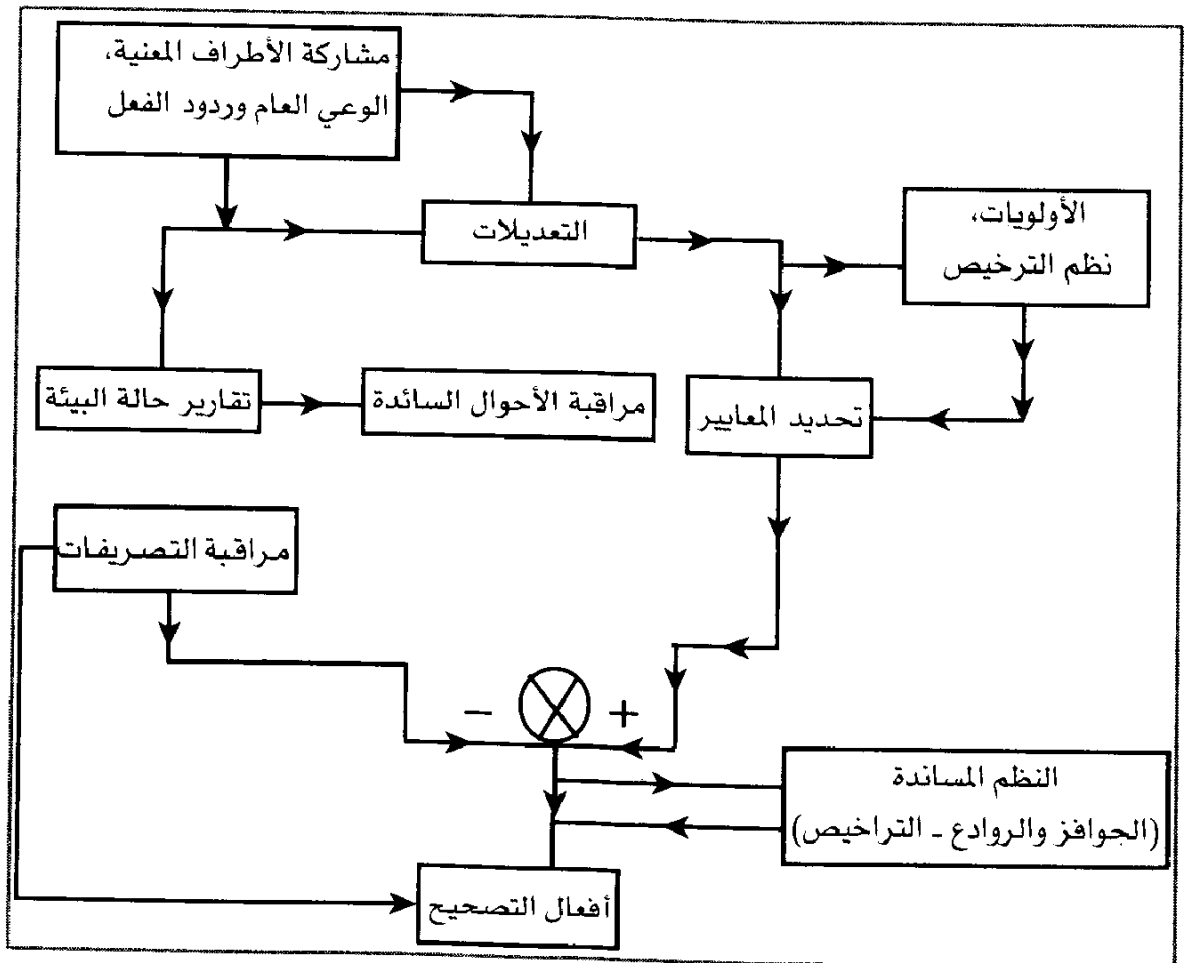 مشاركة الأطراف المعنية،
الوعي العام وردود الفعل
التعديلات
الأولويات،
نظم الترخيص
تقارير حالة البيئة
مراقبة الأحوال السائدة
تحديد المعايير
مراقبة التصريفات
- +
النظم المساندة
(الجوافز والروادع - التراخيص)
أفعال التصحيح